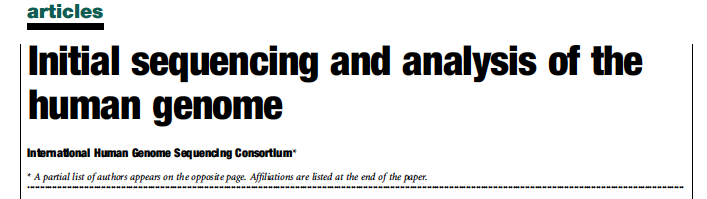 articles
Initial sequencing and analysis of the
human genome
International Human Genome Sequencing Consortium*
* A partial list of authors appears on the opposite page. Affiliations are listed at the end of the paper.